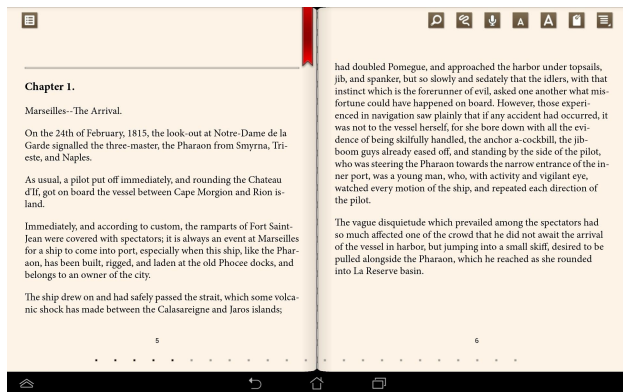 Chapter 1.
Marseilles--The Arrival.
On the 24th of February, 1815, the look-out at Notre-Dame de la
Garde signalled the three-master, the Pharaon from Smyrna, Tri-
este, and Naples.
As usual, a pilot put off immediately, and rounding the Chateau
d'If, got on board the vessel between Cape Morgion and Rion is-
land.
Immediately, and according to custom, the ramparts of Fort Saint-
Jean were covered with spectators; it is always an event at Marseilles
for a ship to come into port, especially when this ship, like the Phar-
aon, has been built, rigged, and laden at the old Phocee docks, and
belongs to an owner of the city.
The ship drew on and had safely passed the strait, which some volca-
nic shock has made between the Calasareigne and Jaros islands;
5
A
A
had doubled Pomegue, and approached the harbor under topsails,
jib, and spanker, but so slowly and sedately that the idlers, with that
instinct which is the forerunner of evil, asked one another what mis-
fortune could have happened on board. However, those experi-
enced in navigation saw plainly that if any accident had occurred, it
was not to the vessel herself, for she bore down with all the evi-
dence of being skilfully handled, the anchor a-cockbill, the jib-
boom guys already eased off, and standing by the side of the pilot,
who was steering the Pharaon towards the narrow entrance of the in-
ner port, was a young man, who, with activity and vigilant eye,
watched every motion of the ship, and repeated each direction of
the pilot.
The vague disquietude which prevailed among the spectators had
so much affected one of the crowd that he did not await the arrival
of the vessel in harbor, but jumping into a small skiff, desired to be
pulled alongside the Pharaon, which he reached as she rounded
into La Reserve basin.
6